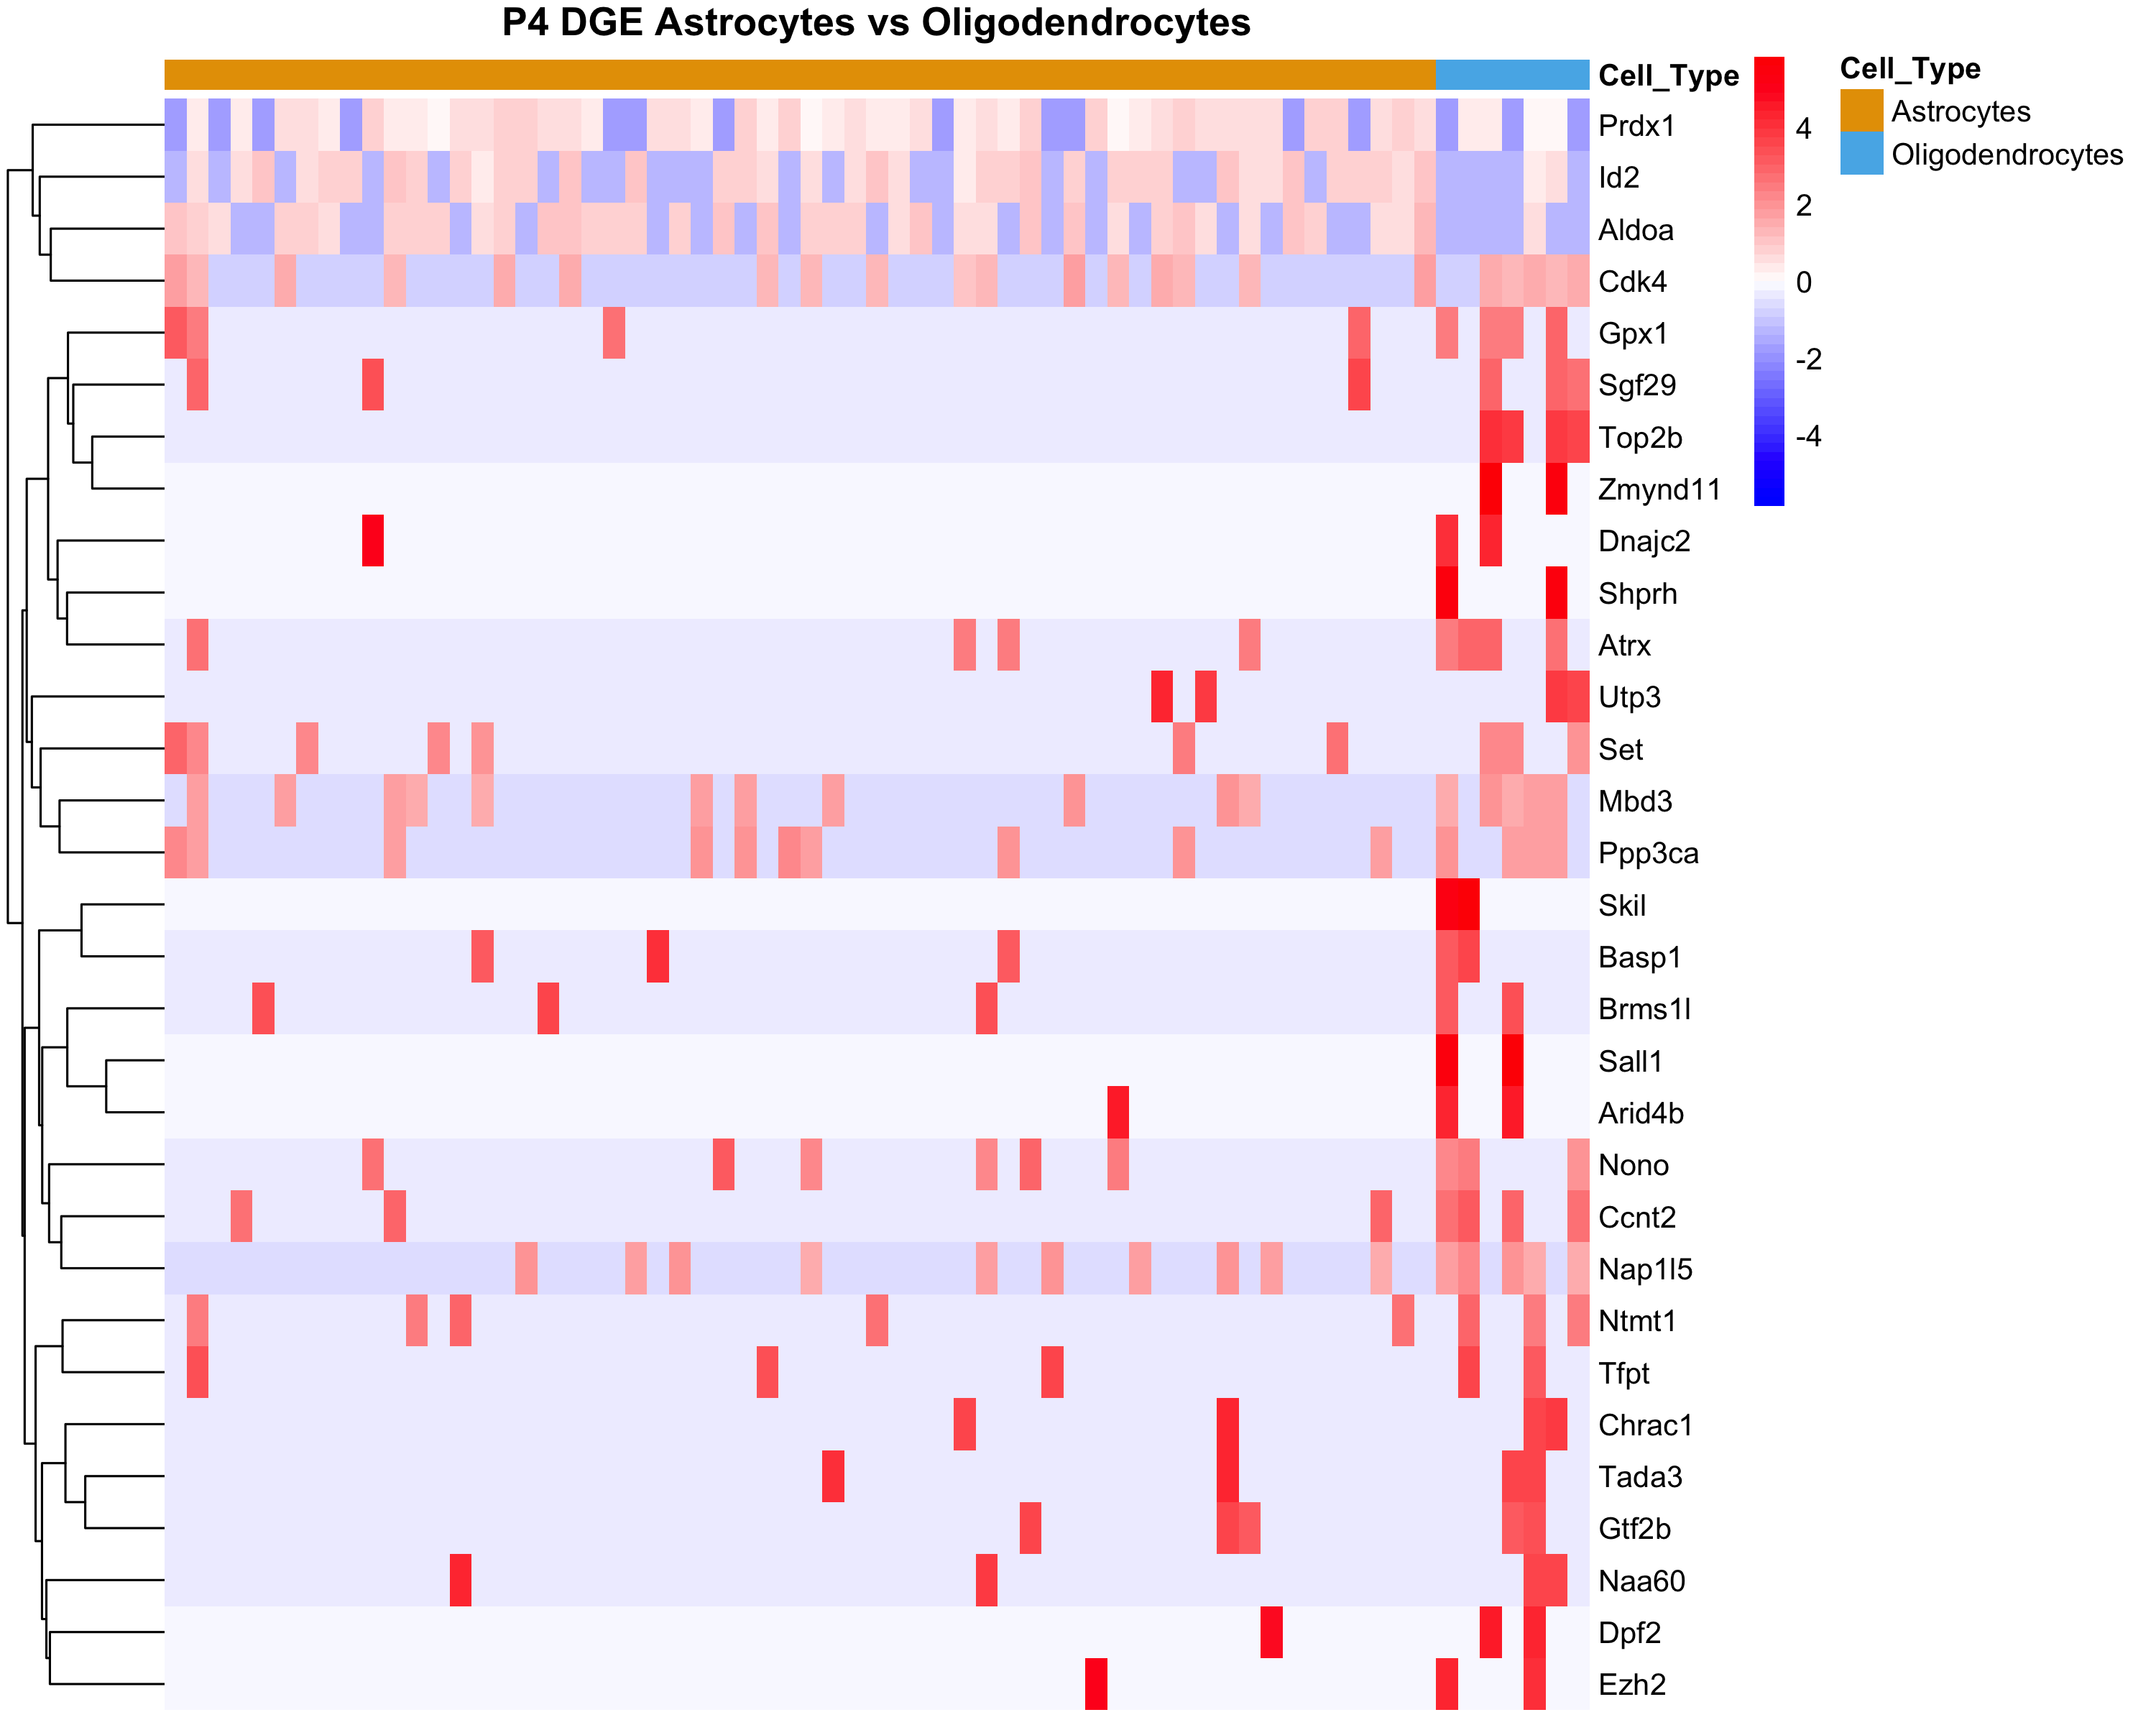 P4 DGE Astrocytes vs Oligodendrocytes
Cell_Type
Prdx1
Id2
Aldoa
Cdk4
Gpx1
Sgf29
Top2b
Zmynd11
Dnajc2
Shprh
Atrx
Utp3
Set
Mbd3
Ppp3ca
Skil
Basp1
Brms1l
Sall1
Arid4b
Nono
Ccnt2
Nap1l5
Ntmt1
Tfpt
Chrac1
Tada3
Gtf2b
Naa60
Dpf2
Ezh2
4
2
0
-2
-4
Cell_Type
Astrocytes
Oligodendrocytes